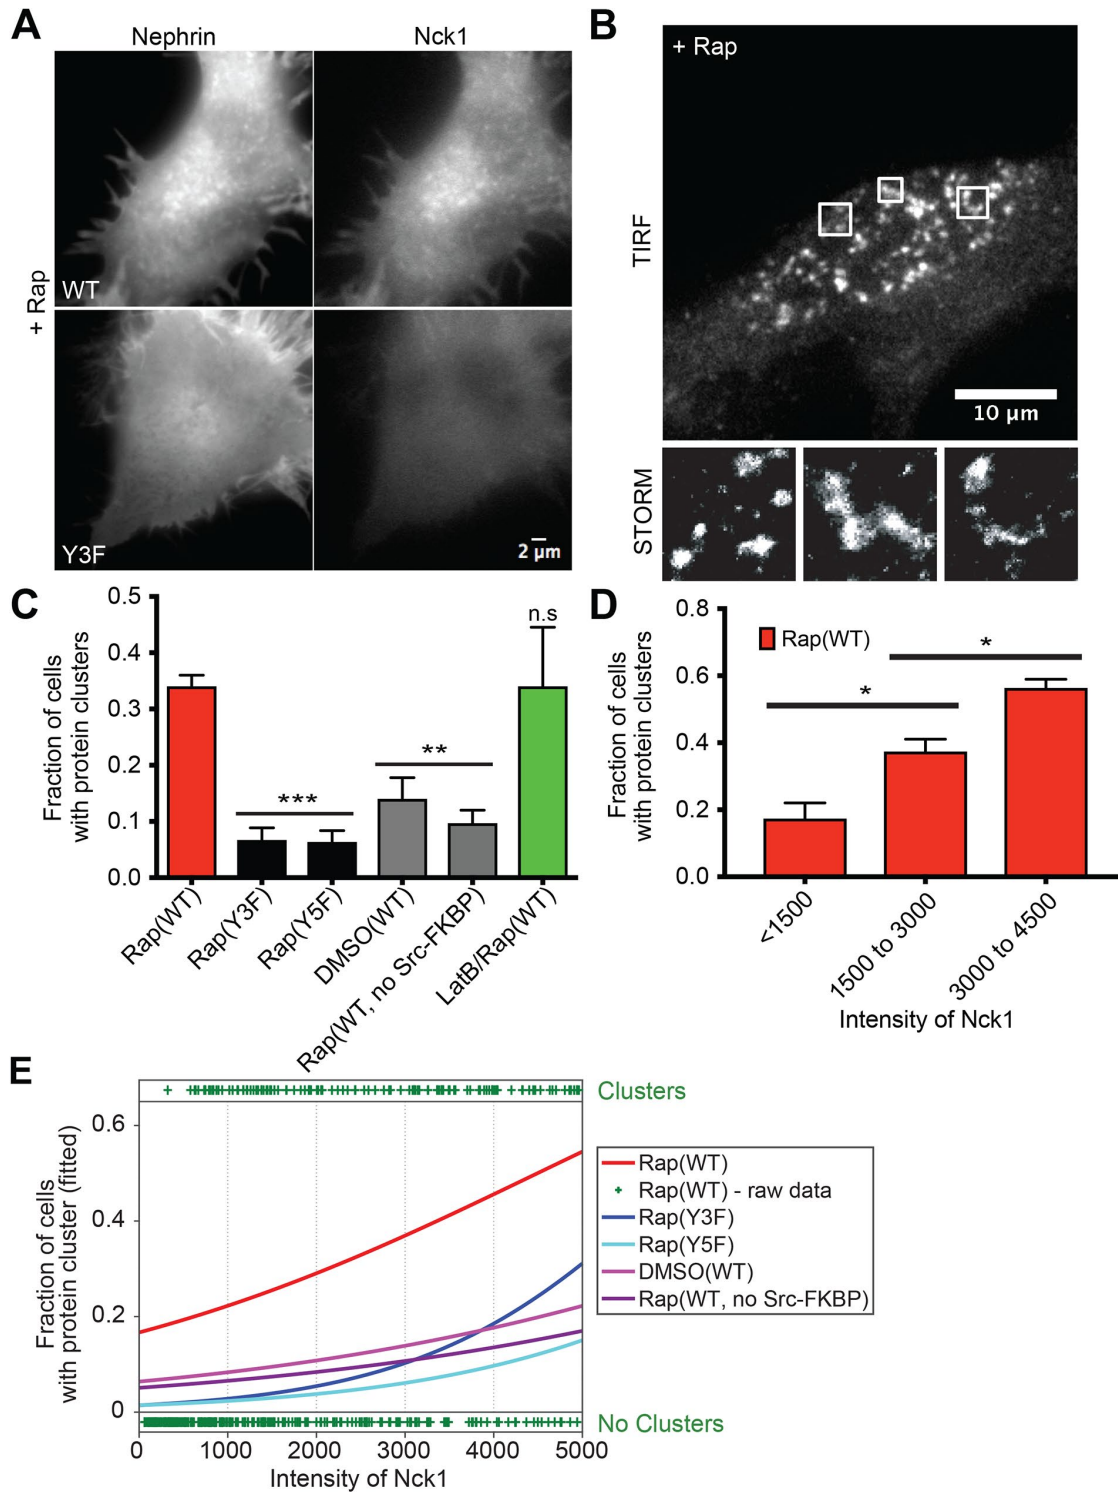 A
Nephrin
Nck1
+ Rap
WT
Y3F
2 µm
B
+ Rap
TIRF
10 µm
STORM
C
Fraction of cells
with protein clusters
0.5
0.4
0.3
0.2
0.1
0.0
***
**
n.s
Rap(WT)
Rap(Y3F)
Rap(Y5F)
DMSO(WT)
Rap(WT, no Src-FKBP)
LatB/Rap(WT)
D
Fraction of cells
with protein clusters
0.8
0.6
0.4
0.2
0.0
Rap(WT)
*
*
<1500
1500 to 3000
3000 to 4500
Intensity of Nck1
E
Fraction of cells
with protein cluster (fitted)
0.6
0.4
0.2
0
0 1000 2000 3000 4000 5000
Intensity of Nck1
Clusters
Rap(WT)
Rap(WT) - raw data
Rap(Y3F)
Rap(Y5F)
DMSO(WT)
Rap(WT, no Src-FKBP)
No Clusters